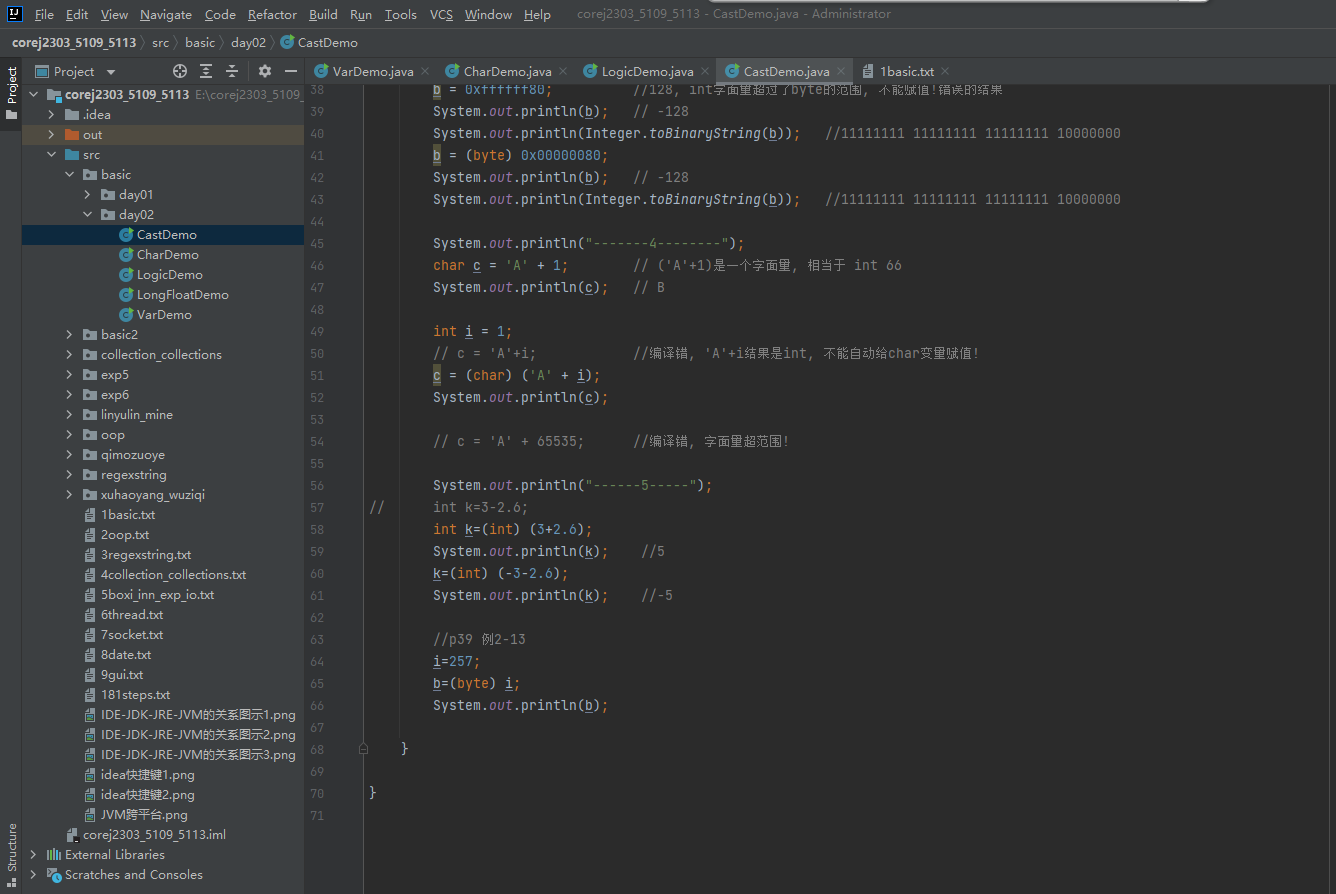 File Edit View Navigate Code Refactor Build Run Tools VCS Window Help corej2303_5109_5113 - CastDemo.java - Administrator
corej2303_5109_5113 src basic day02 CastDemo
Project VarDemo.java CharDemo.java LogicDemo.java CastDemo.java 1basic.txt
Project
Structure
corej2303_5109_5113 E:\corej2303_5109_
.idea
out
src
basic
day01
day02
CastDemo
CharDemo
LogicDemo
LongFloatDemo
VarDemo
basic2
collection_collections
exp5
exp6
linyulin_mine
oop
qimozuoye
regexstring
xuhaoyang_wuziqi
1basic.txt
2oop.txt
3regexstring.txt
4collection_collections.txt
5boxi_inn_exp_io.txt
6thread.txt
7socket.txt
8date.txt
9gui.txt
181steps.txt
IDE-JDK-JRE-JVM的关系图示1.png
IDE-JDK-JRE-JVM的关系图示2.png
IDE-JDK-JRE-JVM的关系图示3.png
idea快捷键1.png
idea快捷键2.png
JVM跨平台.png
corej2303_5109_5113.iml
External Libraries
Scratches and Consoles
38 b = 0xffffff80; //128, int字面量超过了byte的范围, 不能赋值!错误的结果
39 System.out.println(b); // -128
40 System.out.println(Integer.toBinaryString(b)); //11111111 11111111 11111111 10000000
41 b = (byte) 0x00000080;
42 System.out.println(b); // -128
43 System.out.println(Integer.toBinaryString(b)); //11111111 11111111 11111111 10000000
44
45 System.out.println("-------4--------");
46 char c = 'A' + 1; // ('A'+1)是一个字面量, 相当于 int 66
47 System.out.println(c); // B
48
49 int i = 1;
50 // c = 'A'+i; //编译错, 'A'+i结果是int, 不能自动给char变量赋值!
51 c = (char) ('A' + i);
52 System.out.println(c);
53
54 // c = 'A' + 65535; //编译错, 字面量超范围!
55
56 System.out.println("------5-----");
57 // int k=3-2.6;
58 int k=(int) (3+2.6);
59 System.out.println(k); //5
60 k=(int) (-3-2.6);
61 System.out.println(k); //-5
62
63 //p39 例2-13
64 i=257;
65 b=(byte) i;
66 System.out.println(b);
67
68 }
69
70 }
71